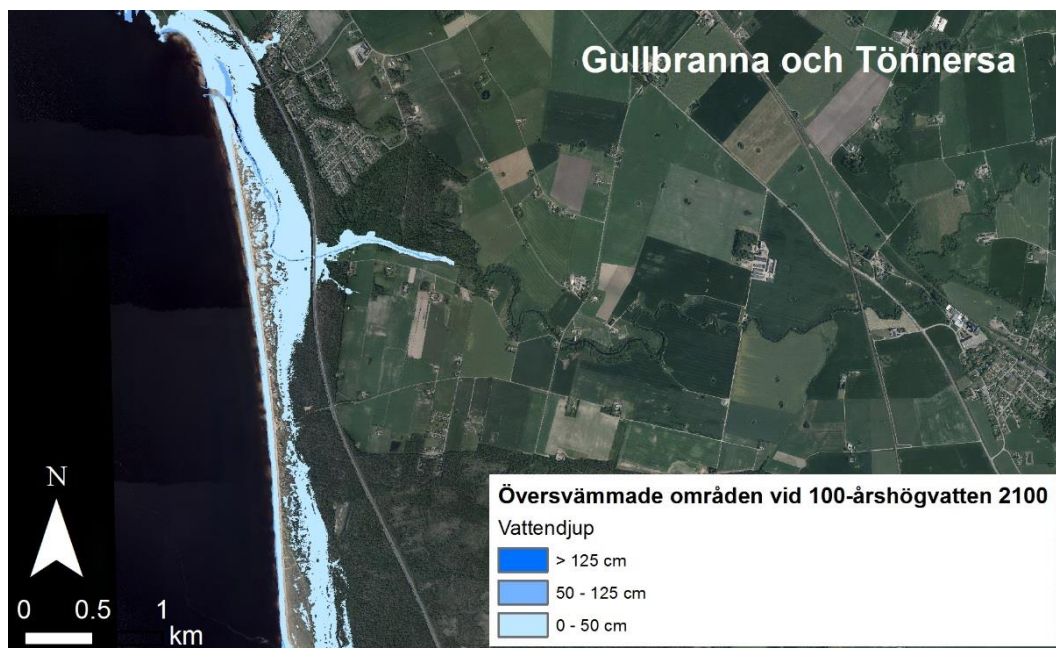 Gullbranna och Tönnersa
Översvämmade områden vid 100-årshögvatten 2100
Vattendjup
> 125 cm
50 - 125 cm
0 - 50 cm
N
0 0.5 1
km